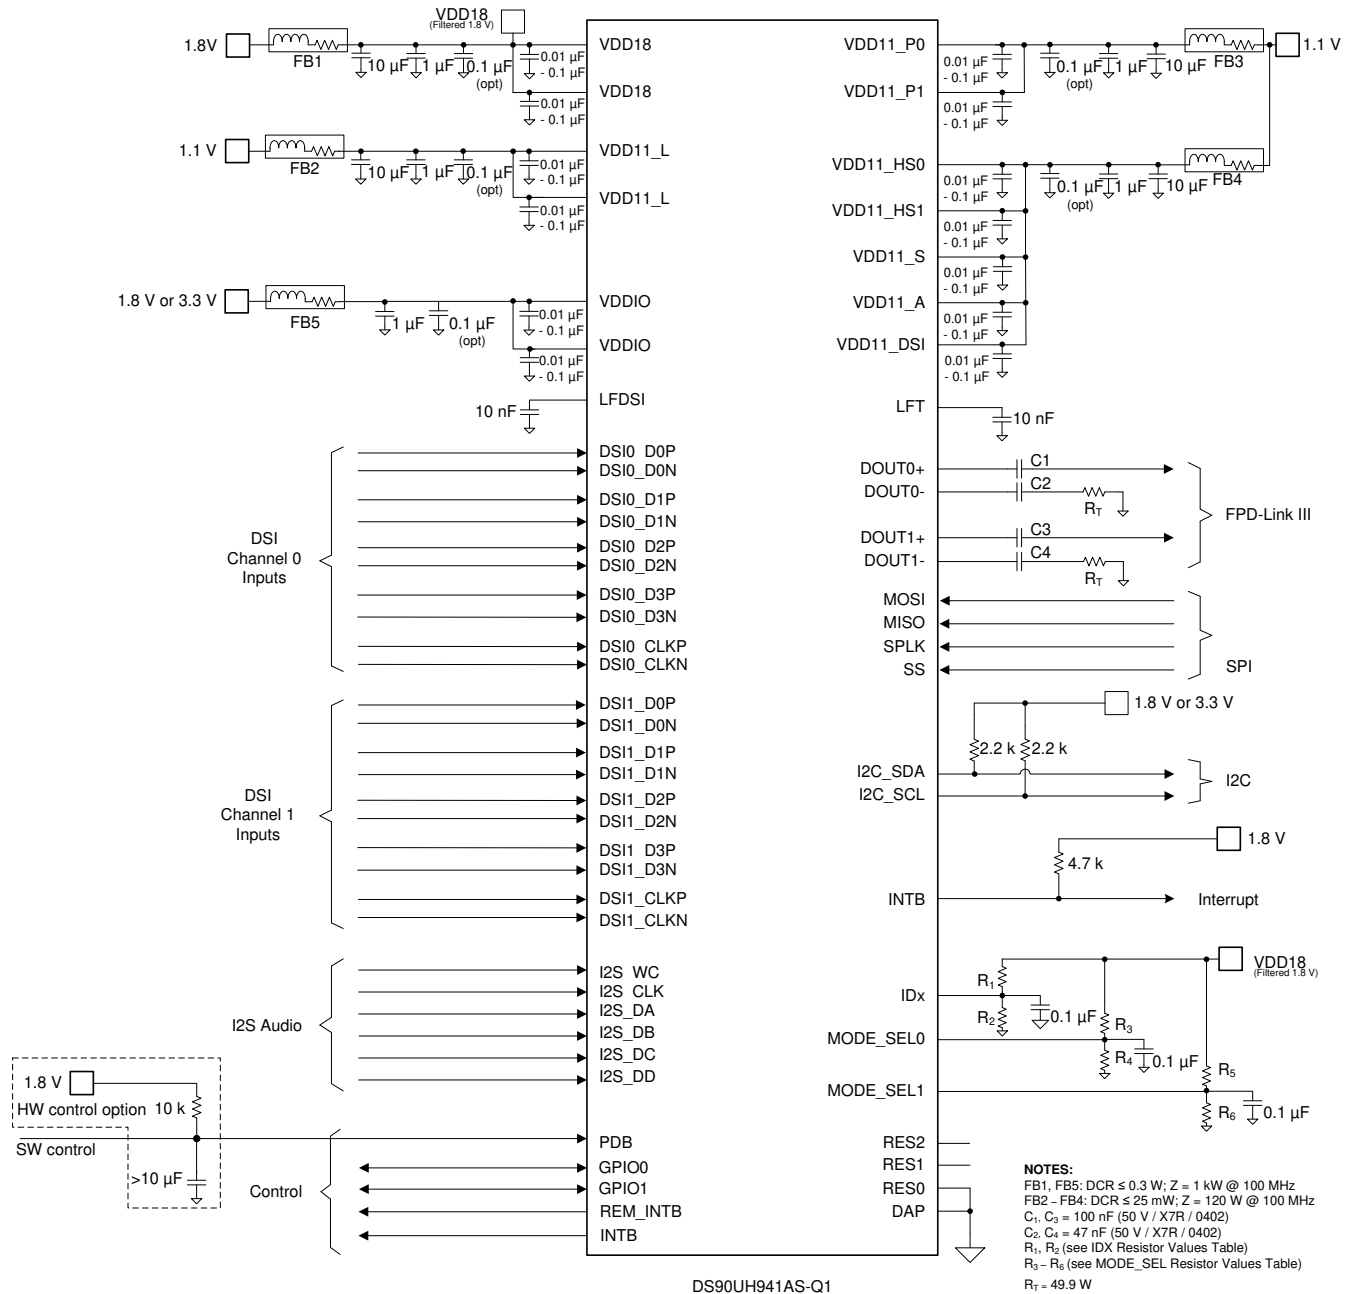 VDD18
(Filtered 1.8 V)
1.8V
FB1
10 µF
1 µF
0.1 µF
(opt)
0.01 µF
- 0.1 µF
0.01 µF
- 0.1 µF
VDD18
VDD18
1.1 V
FB2
10 µF
1 µF
0.1 µF
(opt)
0.01 µF
- 0.1 µF
0.01 µF
- 0.1 µF
VDD11_L
VDD11_L
1.8 V or 3.3 V
FB5
1 µF
0.1 µF
(opt)
0.01 µF
- 0.1 µF
0.01 µF
- 0.1 µF
VDDIO
VDDIO
10 nF
LFDSI
DSI
Channel 0
Inputs
DSI0_D0P
DSI0_D0N
DSI0_D1P
DSI0_D1N
DSI0_D2P
DSI0_D2N
DSI0_D3P
DSI0_D3N
DSI0_CLKP
DSI0_CLKN
DSI
Channel 1
Inputs
DSI1_D0P
DSI1_D0N
DSI1_D1P
DSI1_D1N
DSI1_D2P
DSI1_D2N
DSI1_D3P
DSI1_D3N
DSI1_CLKP
DSI1_CLKN
I2S Audio
I2S_WC
I2S_CLK
I2S_DA
I2S_DB
I2S_DC
I2S_DD
1.8 V
HW control option
10 k
SW control
>10 µF
Control
PDB
GPIO0
GPIO1
REM_INTB
INTB
VDD11_P0
VDD11_P1
0.01 µF
- 0.1 µF
0.01 µF
- 0.1 µF
0.1 µF
(opt)
1 µF
10 µF
FB3
1.1 V
VDD11_HS0
VDD11_HS1
VDD11_S
VDD11_A
VDD11_DSI
0.01 µF
- 0.1 µF
0.01 µF
- 0.1 µF
0.01 µF
- 0.1 µF
0.01 µF
- 0.1 µF
0.01 µF
- 0.1 µF
0.1 µF
(opt)
1 µF
10 µF
FB4
LFT
10 nF
DOUT0+
C1
DOUT0-
C2
RT
DOUT1+
C3
DOUT1-
C4
RT
FPD-Link III
MOSI
MISO
SPLK
SS
SPI
1.8 V or 3.3 V
2.2 k
2.2 k
I2C_SDA
I2C_SCL
I2C
1.8 V
4.7 k
INTB
Interrupt
VDD18
(Filtered 1.8 V)
IDx
R1
R2
0.1 µF
MODE_SEL0
R3
R4
0.1 µF
MODE_SEL1
R5
R6
0.1 µF
RES2
RES1
RES0
DAP
NOTES:
FB1, FB5: DCR ≤ 0.3 W; Z = 1 kW @ 100 MHz
FB2 – FB4: DCR ≤ 25 mW; Z = 120 W @ 100 MHz
C1, C3 = 100 nF (50 V / X7R / 0402)
C2, C4 = 47 nF (50 V / X7R / 0402)
R1, R2 (see IDX Resistor Values Table)
R3 – R6 (see MODE_SEL Resistor Values Table)
RT = 49.9 W
DS90UH941AS-Q1